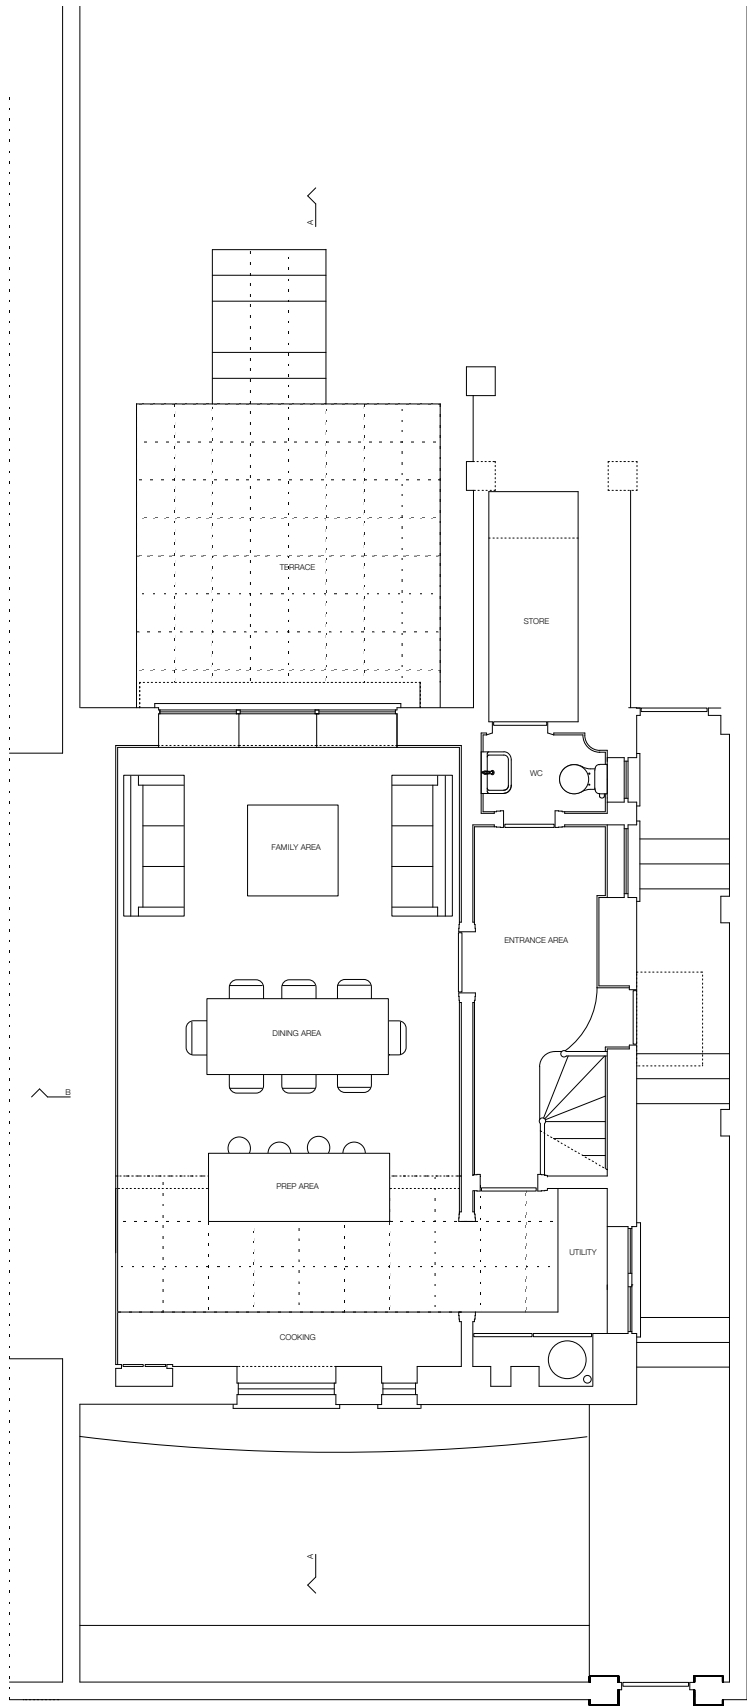 A
TERRACE
STORE
WC
FAMILY AREA
ENTRANCE AREA
DINING AREA
B
PREP AREA
UTILITY
COOKING
A